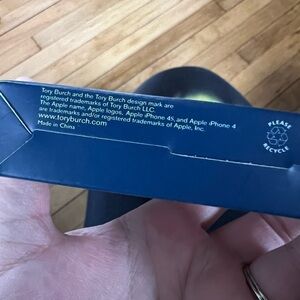 Tory Burch and the Tory Burch design mark are
registered trademarks of Tory Burch LLC
The Apple name, Apple logos, Apple iPhone 4s, and Apple iPhone 4
are trademarks and/or registered trademarks of Apple, Inc.
www.toryburch.com
Made in China
PLEASE
RECYCLE